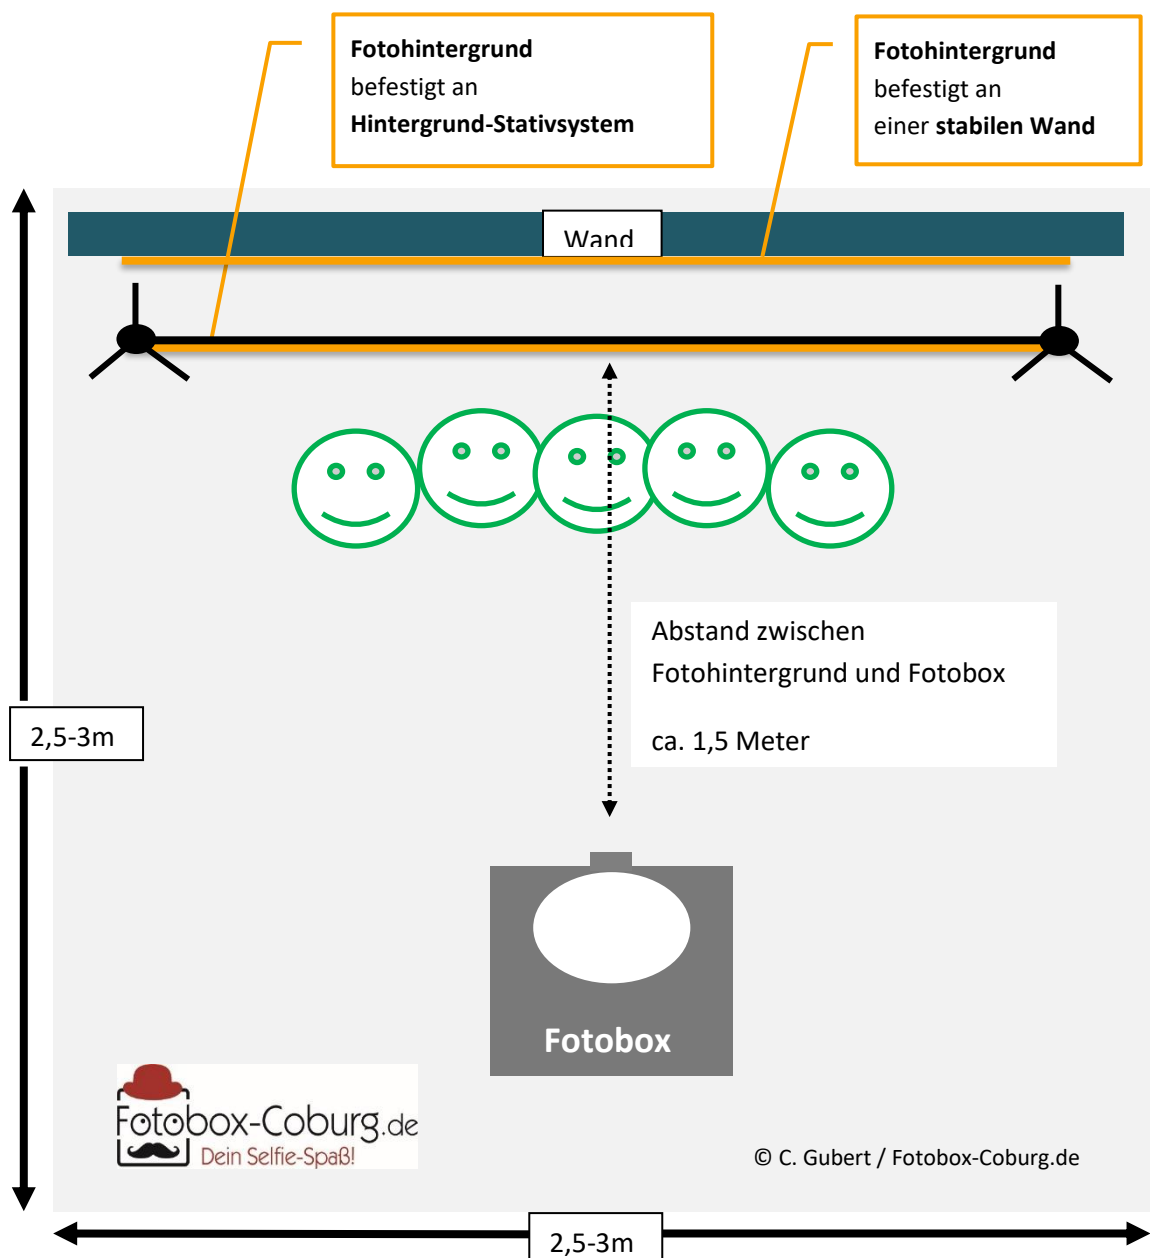 Fotohintergrund
befestigt an
Hintergrund-Stativsystem
Fotohintergrund
befestigt an
einer stabilen Wand
Wand
Abstand zwischen
Fotohintergrund und Fotobox
ca. 1,5 Meter
2,5-3m
Fotobox
Fotobox-Coburg.de
Dein Selfie-Spaß!
© C. Gubert / Fotobox-Coburg.de
2,5-3m